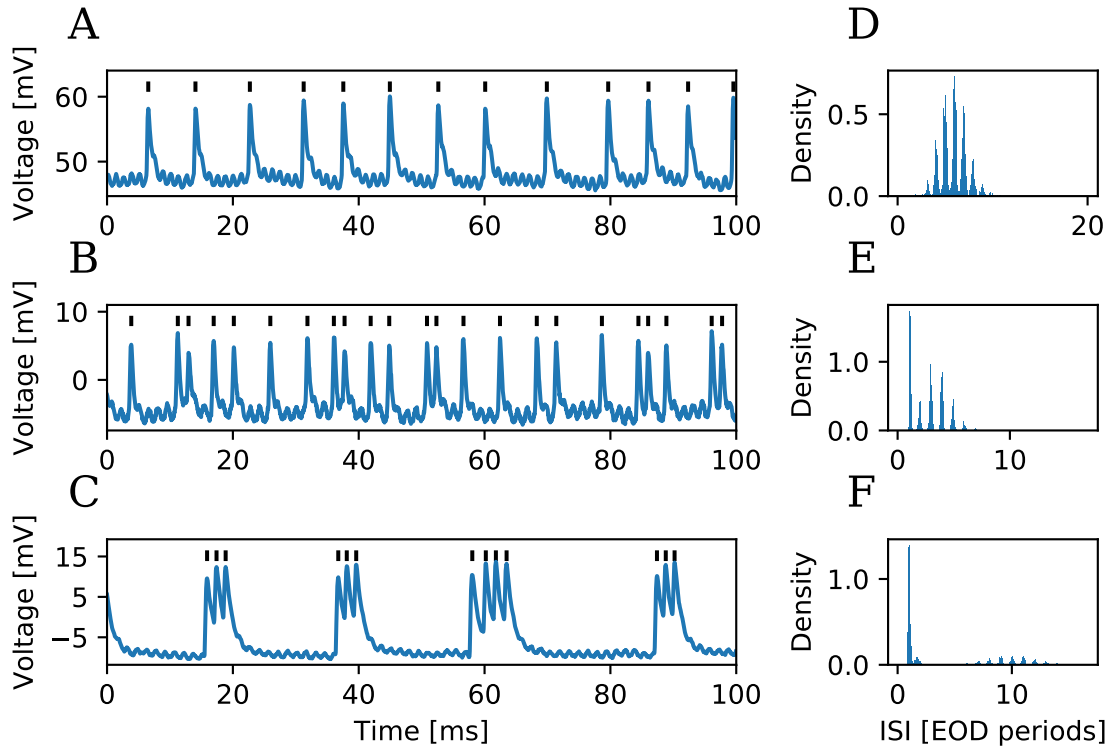 A
Voltage [mV]
60
50
0 20 40 60 80 100
D
Density
0.5
0.0
0 20
B
Voltage [mV]
10
0
0 20 40 60 80 100
E
Density
1.0
0.0
0 10
C
Voltage [mV]
15
5
−5
0 20 40 60 80 100
Time [ms]
F
Density
1.0
0.0
0 10
ISI [EOD periods]